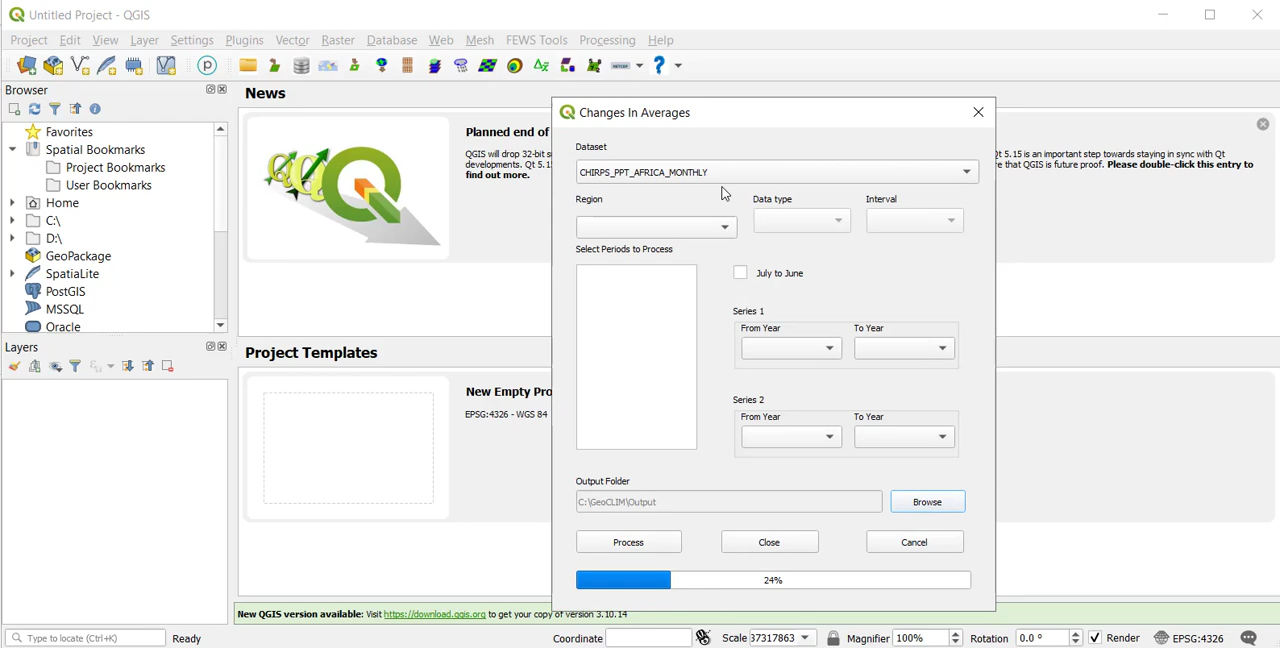 Untitled Project - QGIS
Project Edit View Layer Settings Plugins Vector Raster Database Web Mesh FEWS Tools Processing Help
Browser
Favorites
Spatial Bookmarks
Project Bookmarks
User Bookmarks
Home
C:\
D:\
GeoPackage
SpatiaLite
PostGIS
MSSQL
Oracle
Layers
News
Planned end of
QGIS will drop 32-bit s
developments. Qt 5.1
find out more.
Qt 5.15 is an important step towards staying in sync with Qt
that QGIS is future proof. Please double-click this entry to
Project Templates
New Empty Pro
EPSG:4326 - WGS 84
Changes In Averages
Dataset
CHIRPS_PPT_AFRICA_MONTHLY
Region Data type Interval
Select Periods to Process
July to June
Series 1
From Year To Year
Series 2
From Year To Year
Output Folder
C:\GeoCLIM\Output
Browse
Process Close Cancel
24%
New QGIS version available: Visit https://download.qgis.org to get your copy of version 3.10.14
Type to locate (Ctrl+K) Ready Coordinate Scale 37317863 Magnifier 100% Rotation 0.0 ° Render EPSG:4326